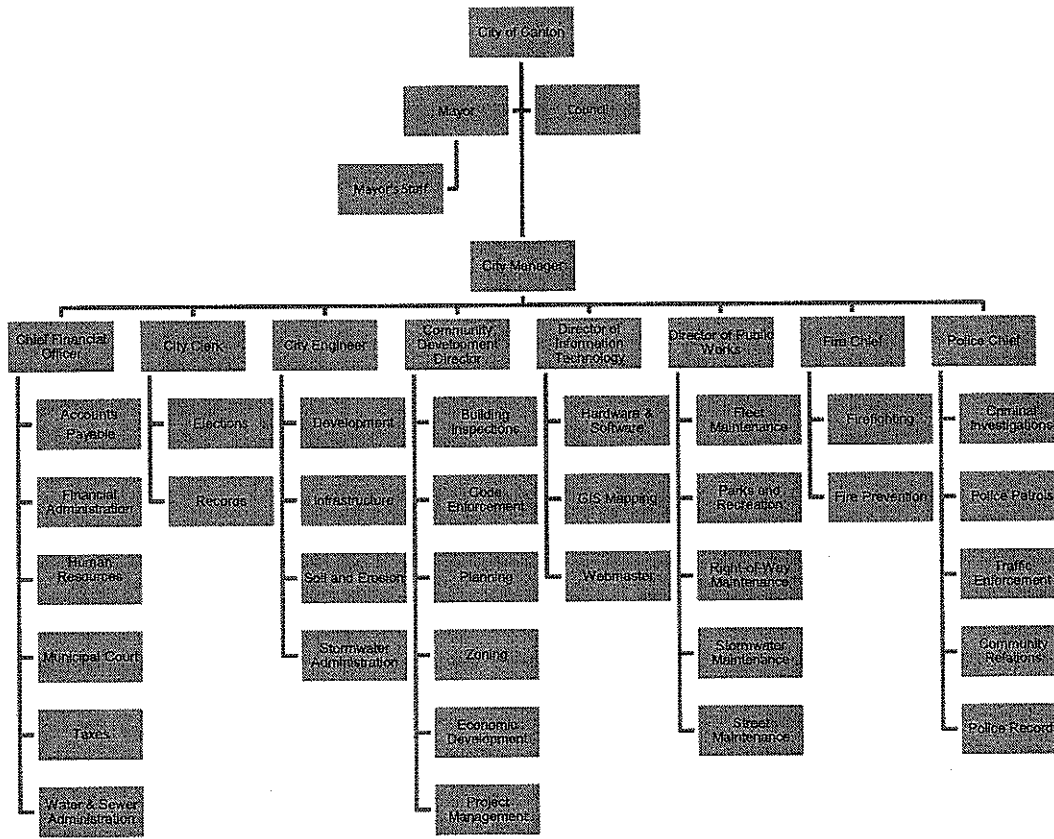 City of Canton
Mayor
Council
Mayor's Staff
City Manager
Chief Financial
Officer
City Clerk
City Engineer
Community
Development
Director
Director of
Information
Technology
Director of Public
Works
Fire Chief
Police Chief
Accounts
Payable
Elections
Development
Building
Inspections
Hardware &
Software
Fleet
Maintenance
Firefighting
Criminal
Investigations
Financial
Administration
Records
Infrastructure
Code
Enforcement
GIS Mapping
Parks and
Recreation
Fire Prevention
Police Patrols
Human
Resources
Soil and Erosion
Planning
Webmaster
Right-of-Way
Maintenance
Traffic
Enforcement
Municipal Court
Stormwater
Administration
Zoning
Stormwater
Maintenance
Community
Relations
Taxes
Economic
Development
Street
Maintenance
Police Record
Water & Sewer
Administration
Project
Management